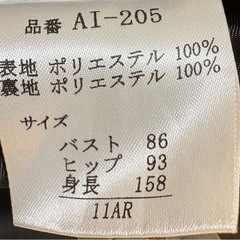 品番 AI-205
表地 ポリエステル 100%
裏地 ポリエステル 100%
サイズ
バスト 86
ヒップ 93
身長 158
11AR